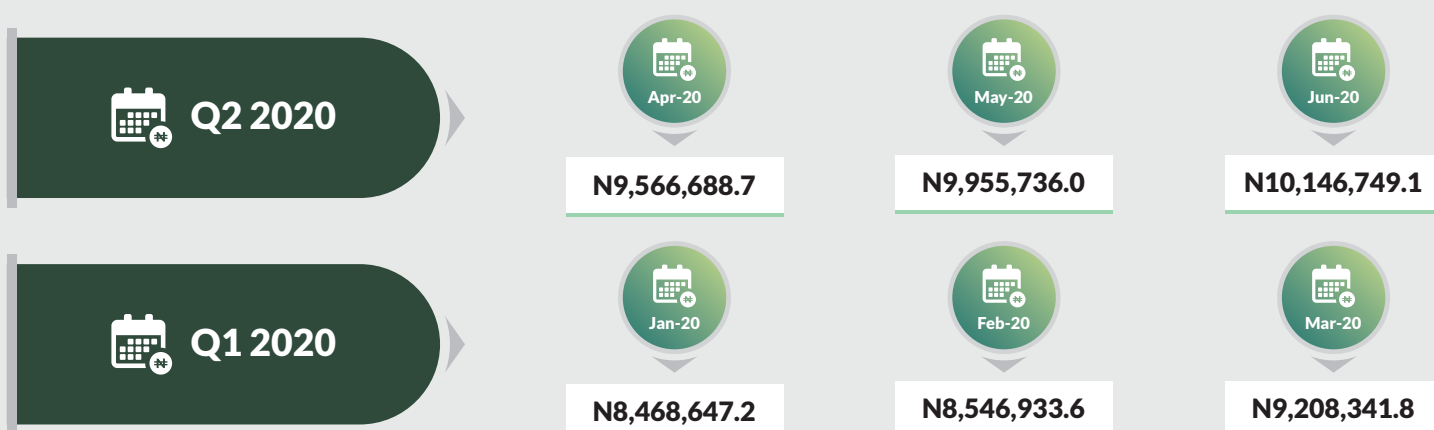 Q2 2020
Apr-20
May-20
Jun-20
N9,566,688.7
N9,955,736.0
N10,146,749.1
Q1 2020
Jan-20
Feb-20
Mar-20
N8,468,647.2
N8,546,933.6
N9,208,341.8